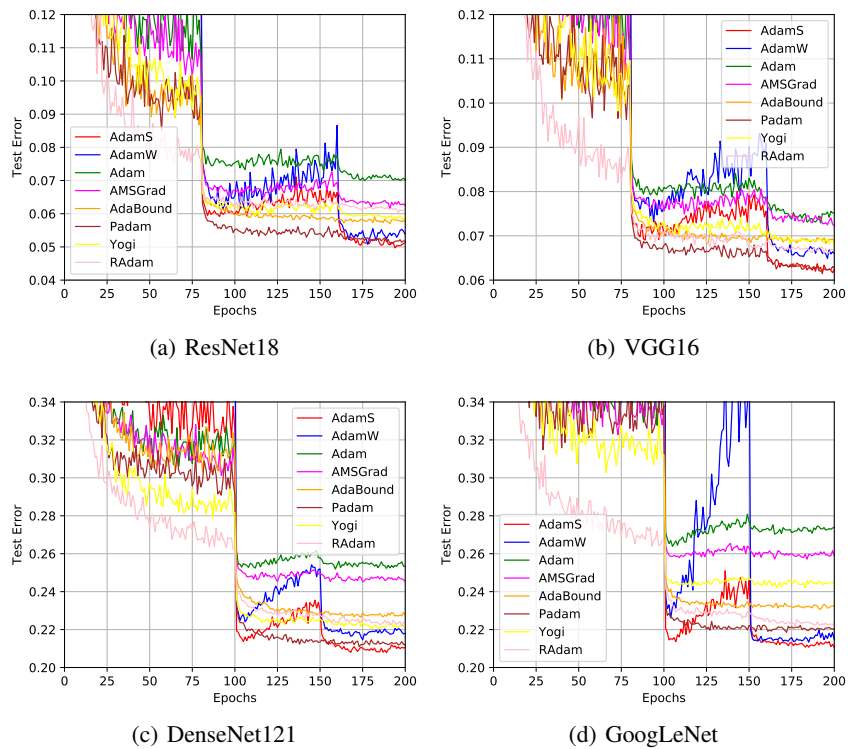 0.12
0.11
0.10
0.09
0.08
0.07
0.06
0.05
0.04
Test Error
AdamS
AdamW
Adam
AMSGrad
AdaBound
Padam
Yogi
RAdam
0 25 50 75 100 125 150 175 200
Epochs
(a) ResNet18
0.12
0.11
0.10
0.09
0.08
0.07
0.06
Test Error
AdamS
AdamW
Adam
AMSGrad
AdaBound
Padam
Yogi
RAdam
0 25 50 75 100 125 150 175 200
Epochs
(b) VGG16
0.34
0.32
0.30
0.28
0.26
0.24
0.22
0.20
Test Error
AdamS
AdamW
Adam
AMSGrad
AdaBound
Padam
Yogi
RAdam
0 25 50 75 100 125 150 175 200
Epochs
(c) DenseNet121
0.34
0.32
0.30
0.28
0.26
0.24
0.22
0.20
Test Error
AdamS
AdamW
Adam
AMSGrad
AdaBound
Padam
Yogi
RAdam
0 25 50 75 100 125 150 175 200
Epochs
(d) GoogLeNet